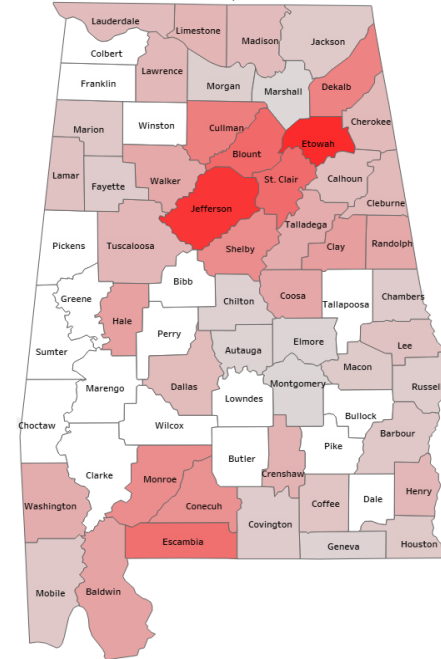 Lauderdale
Limestone
Madison
Jackson
Colbert
Lawrence
Franklin
Morgan
Marshall
Dekalb
Marion
Winston
Cullman
Cherokee
Etowah
Blount
Lamar
Fayette
Walker
St. Clair
Calhoun
Jefferson
Cleburne
Talladega
Pickens
Tuscaloosa
Shelby
Clay
Randolph
Bibb
Greene
Hale
Chilton
Coosa
Tallapoosa
Chambers
Perry
Sumter
Autauga
Elmore
Lee
Macon
Marengo
Dallas
Montgomery
Russel
Lowndes
Bullock
Choctaw
Wilcox
Barbour
Pike
Butler
Clarke
Monroe
Crenshaw
Washington
Conecuh
Coffee
Dale
Henry
Covington
Escambia
Geneva
Houston
Mobile
Baldwin